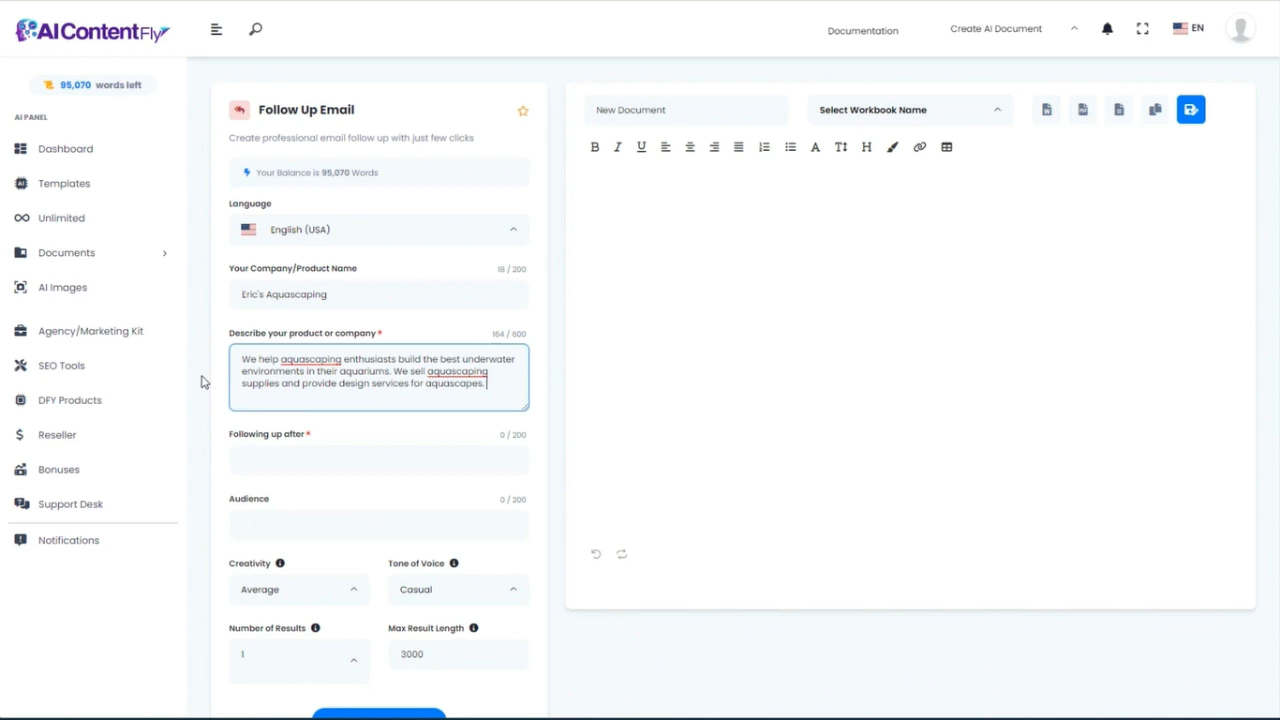 AI ContentFly
Documentation
Create AI Document
EN
95,070 words left
AI PANEL
Dashboard
Templates
Unlimited
Documents
AI Images
Agency/Marketing Kit
SEO Tools
DFY Products
Reseller
Bonuses
Support Desk
Notifications
Follow Up Email
Create professional email follow up with just few clicks
Your Balance is 95,070 Words
Language
English (USA)
Your Company/Product Name 18 / 200
Eric's Aquascaping
Describe your product or company * 164 / 600
We help aquascaping enthusiasts build the best underwater
environments in their aquariums. We sell aquascaping
supplies and provide design services for aquascapes.
Following up after * 0 / 200
Audience 0 / 200
Creativity Tone of Voice
Average Casual
Number of Results Max Result Length
1 3000
New Document
Select Workbook Name